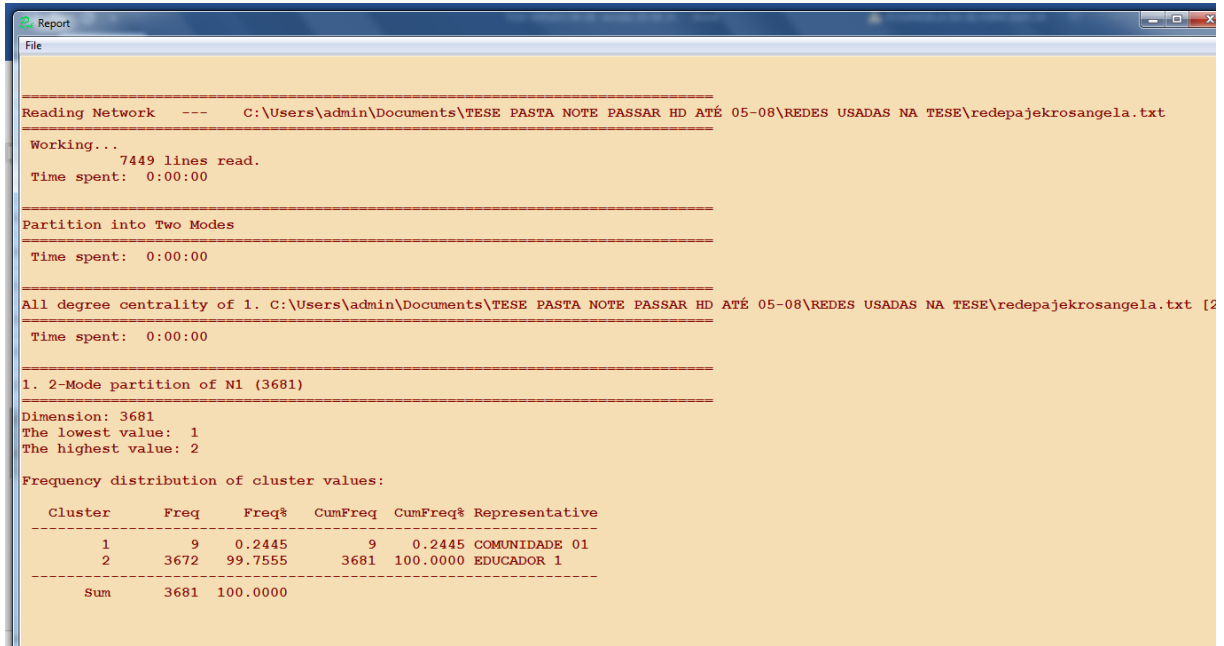 Report
File
Reading Network --- C:\Users\admin\Documents\TESE PASTA NOTE PASSAR HD ATÉ 05-08\REDES USADAS NA TESE\redepajekrosangela.txt
Working...
7449 lines read.
Time spent: 0:00:00
Partition into Two Modes
Time spent: 0:00:00
All degree centrality of 1. C:\Users\admin\Documents\TESE PASTA NOTE PASSAR HD ATÉ 05-08\REDES USADAS NA TESE\redepajekrosangela.txt [2
Time spent: 0:00:00
1. 2-Mode partition of N1 (3681)
Dimension: 3681
The lowest value: 1
The highest value: 2
Frequency distribution of cluster values:
Cluster Freq Freq% CumFreq CumFreq% Representative
1 9 0.2445 9 0.2445 COMUNIDADE 01
2 3672 99.7555 3681 100.0000 EDUCADOR 1
Sum 3681 100.0000